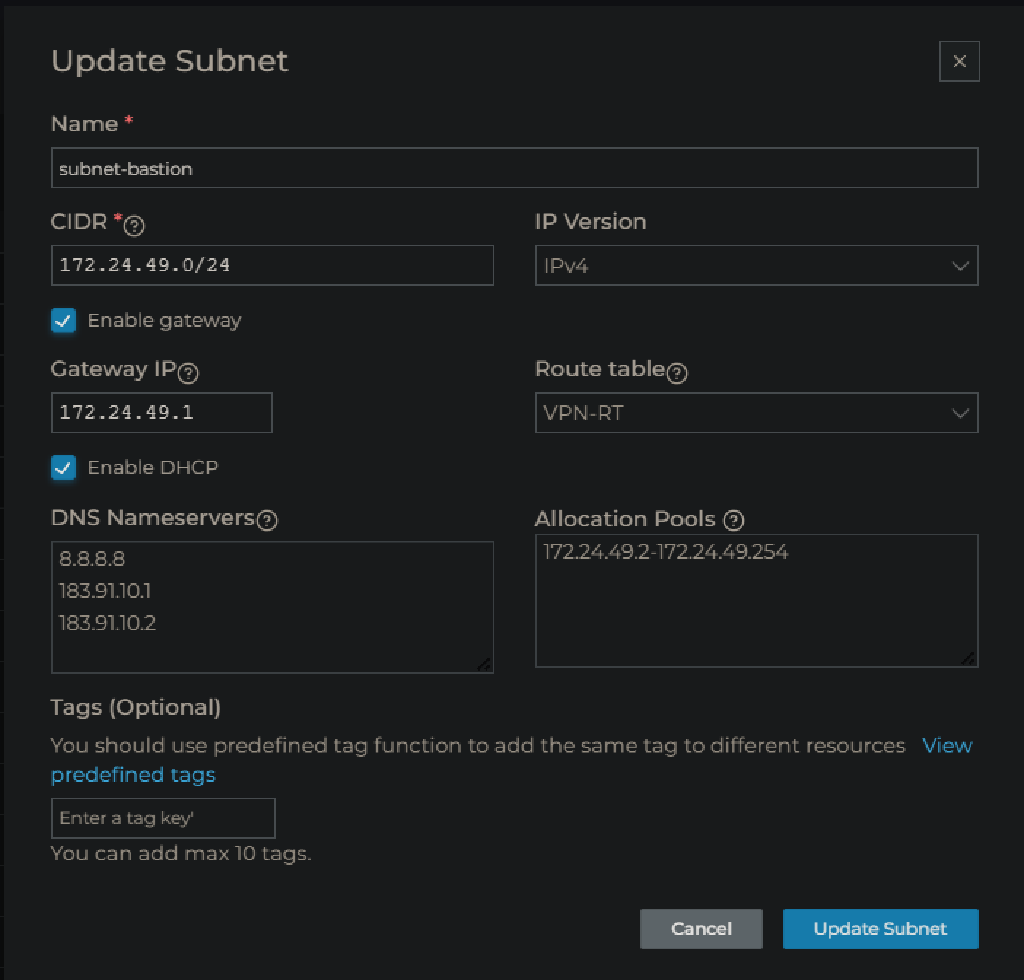 Update Subnet
Name *
subnet-bastion
CIDR *
IP Version
172.24.49.0/24
IPv4
Enable gateway
Gateway IP
Route table
172.24.49.1
VPN-RT
Enable DHCP
DNS Nameservers
Allocation Pools
8.8.8.8
183.91.10.1
183.91.10.2
172.24.49.2-172.24.49.254
Tags (Optional)
You should use predefined tag function to add the same tag to different resources View
predefined tags
Enter a tag key'
You can add max 10 tags.
Cancel
Update Subnet